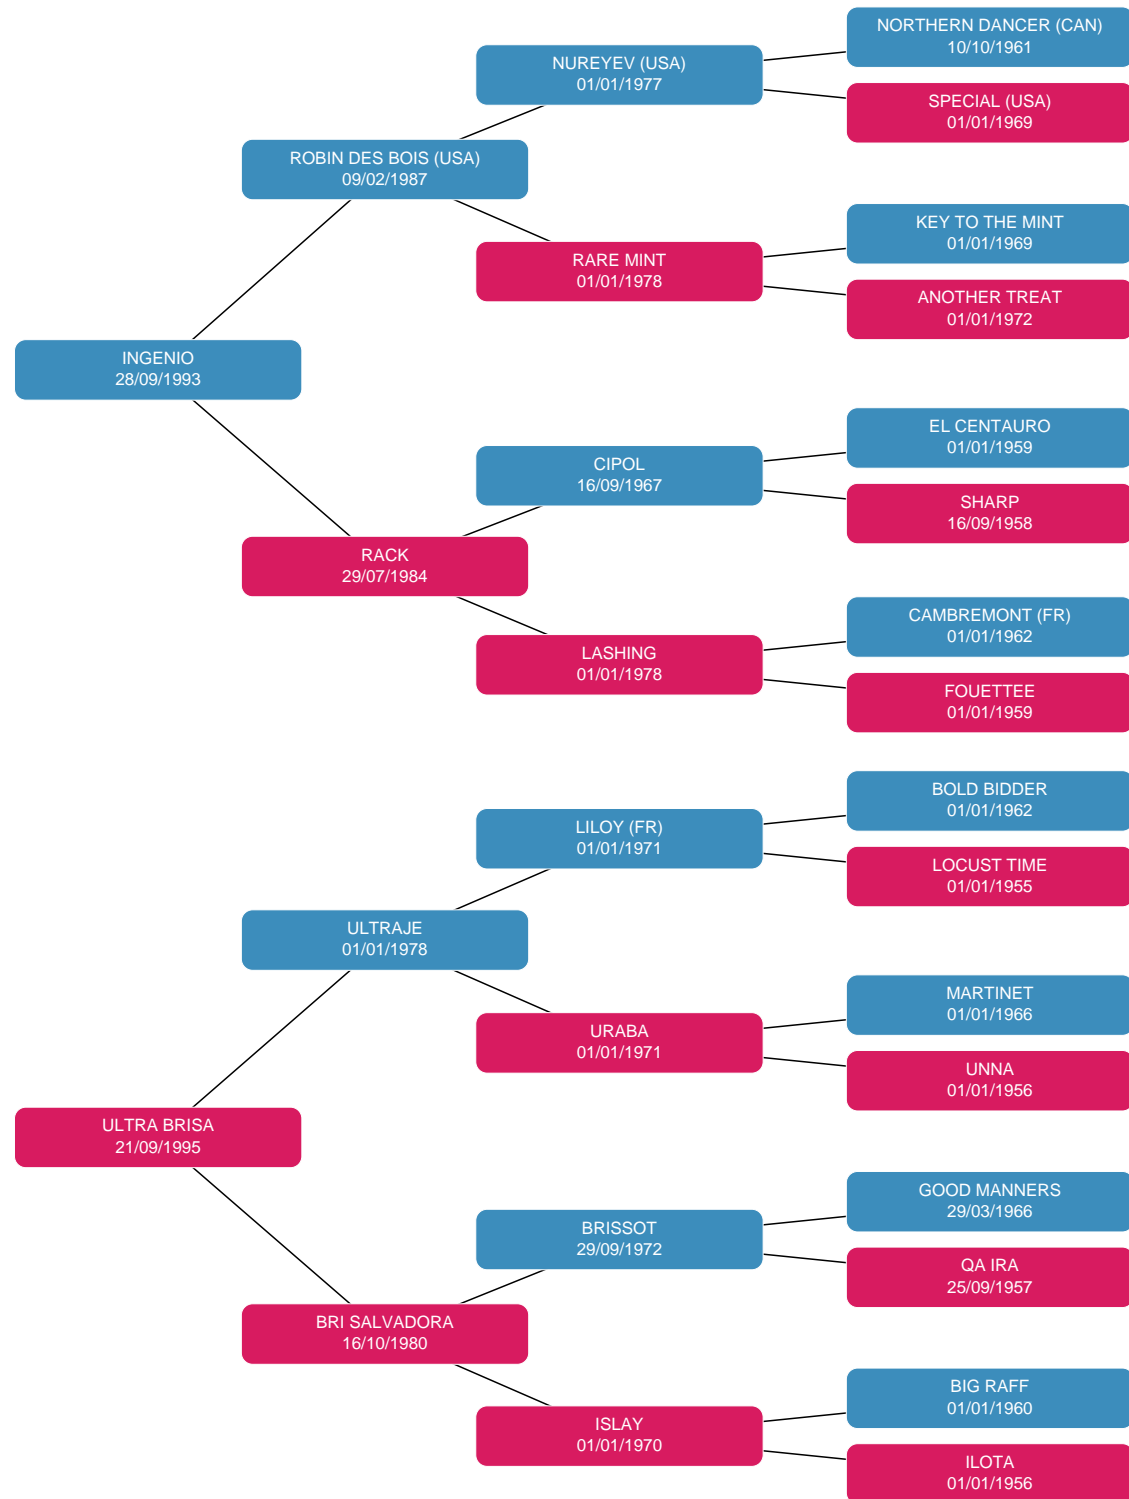 NORTHERN DANCER (CAN)
10/10/1961
NUREYEV (USA)
01/01/1977
SPECIAL (USA)
01/01/1969
ROBIN DES BOIS (USA)
09/02/1987
KEY TO THE MINT
01/01/1969
RARE MINT
01/01/1978
ANOTHER TREAT
01/01/1972
INGENIO
28/09/1993
EL CENTAURO
01/01/1959
CIPOL
16/09/1967
SHARP
16/09/1958
RACK
29/07/1984
CAMBREMONT (FR)
01/01/1962
LASHING
01/01/1978
FOUETTEE
01/01/1959
BOLD BIDDER
01/01/1962
LILOY (FR)
01/01/1971
LOCUST TIME
01/01/1955
ULTRAJE
01/01/1978
MARTINET
01/01/1966
URABA
01/01/1971
UNNA
01/01/1956
ULTRA BRISA
21/09/1995
GOOD MANNERS
29/03/1966
BRISSOT
29/09/1972
QA IRA
25/09/1957
BRI SALVADORA
16/10/1980
BIG RAFF
01/01/1960
ISLAY
01/01/1970
ILOTA
01/01/1956